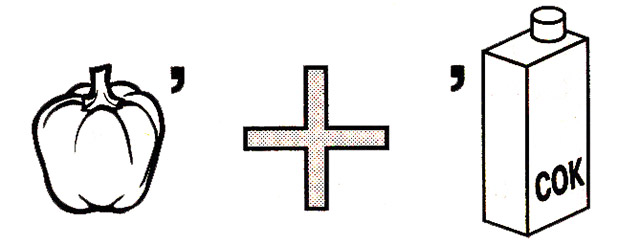 , + ,
СОК